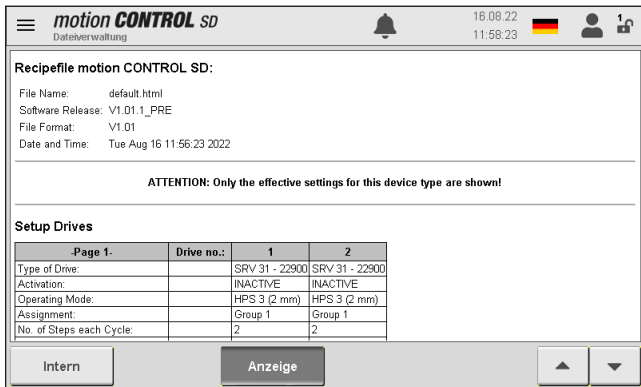 motion CONTROL SD
Dateiverwaltung
16.08.22
11:58:23
1
Recipefile motion CONTROL SD:
File Name: default.html
Software Release: V1.01.1_PRE
File Format: V1.01
Date and Time: Tue Aug 16 11:56:23 2022
ATTENTION: Only the effective settings for this device type are shown!
Setup Drives
-Page 1- Drive no.: 1 2
Type of Drive: SRV 31 - 22900 SRV 31 - 22900
Activation: INACTIVE INACTIVE
Operating Mode: HPS 3 (2 mm) HPS 3 (2 mm)
Assignment: Group 1 Group 1
No. of Steps each Cycle: 2 2
Intern Anzeige